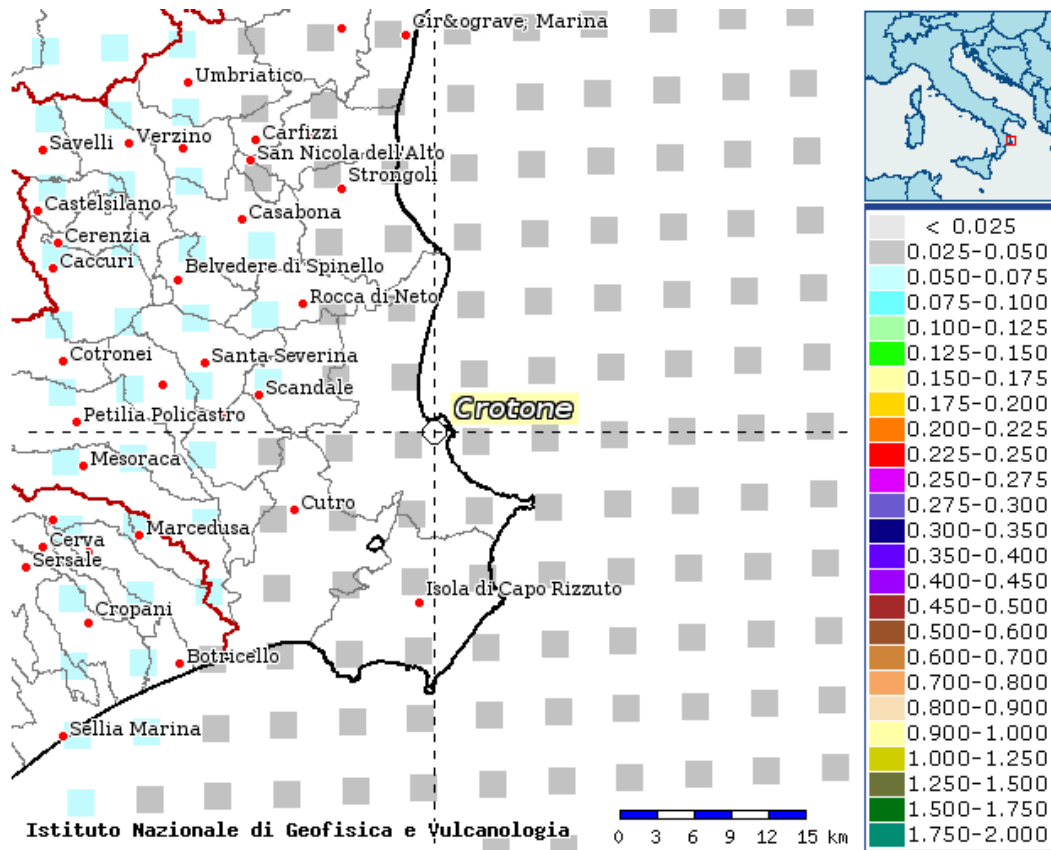 Cir&ograve; Marina
Umbriatico
Carfizzi
Savelli
Verzino
San Nicola dell'Alto
Strongoli
Castelsilano
Casabona
Cerenzia
Caccuri
Belvedere di Spinello
Rocca di Neto
Cotronei
Santa Severina
Scandale
Crotone
Petilia Policastro
Mesoraca
Cutro
Marcedusa
Cerva
Sersale
Isola di Capo Rizzuto
Cropani
Botricello
Sellia Marina
Istituto Nazionale di Geofisica e Vulcanologia
0 3 6 9 12 15 km
< 0.025
0.025-0.050
0.050-0.075
0.075-0.100
0.100-0.125
0.125-0.150
0.150-0.175
0.175-0.200
0.200-0.225
0.225-0.250
0.250-0.275
0.275-0.300
0.300-0.350
0.350-0.400
0.400-0.450
0.450-0.500
0.500-0.600
0.600-0.700
0.700-0.800
0.800-0.900
0.900-1.000
1.000-1.250
1.250-1.500
1.500-1.750
1.750-2.000